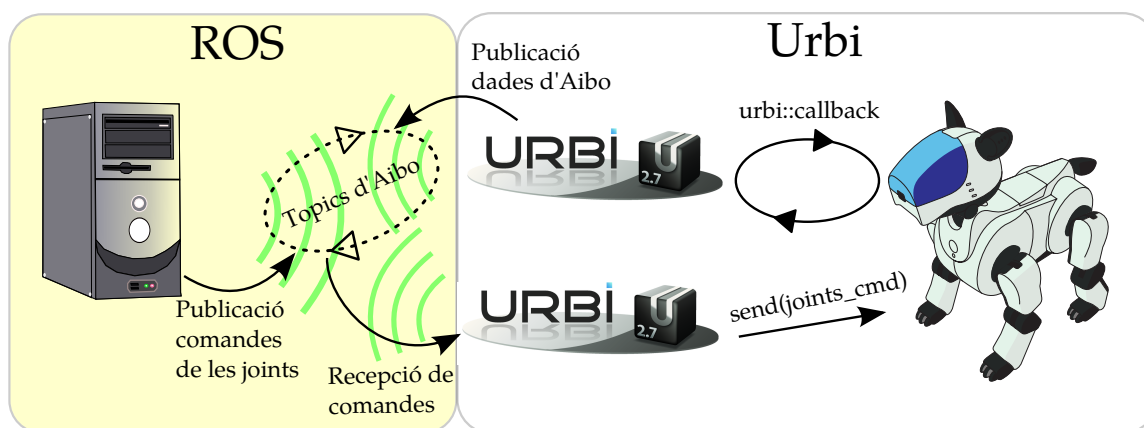 ROS
Urbi
Publicació
dades d'Aibo
urbi::callback
URBi
2.7
Topics d'Aibo
Publicació
comandes
de les joints
URBi
2.7
send(joints_cmd)
Recepció de
comandes